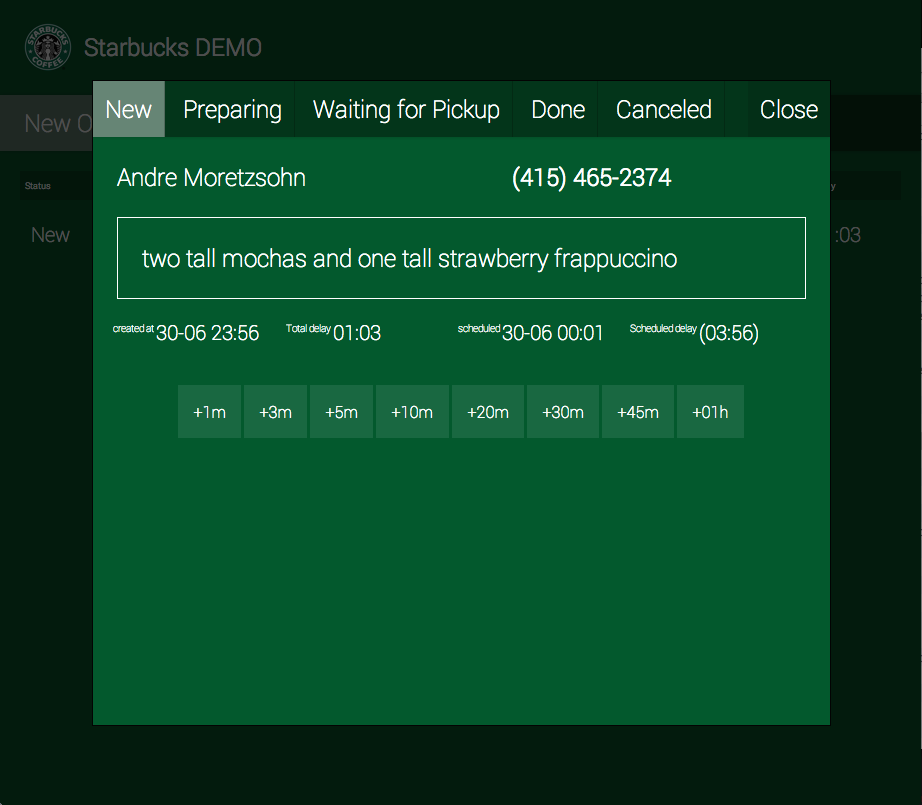 STARBUCKS
COFFEE
Starbucks DEMO
New O
New Preparing Waiting for Pickup Done Canceled Close
Andre Moretzsohn (415) 465-2374
Status
y
New
:03
two tall mochas and one tall strawberry frappuccino
created at 30-06 23:56 Total delay 01:03 scheduled 30-06 00:01 Scheduled delay (03:56)
+1m +3m +5m +10m +20m +30m +45m +01h